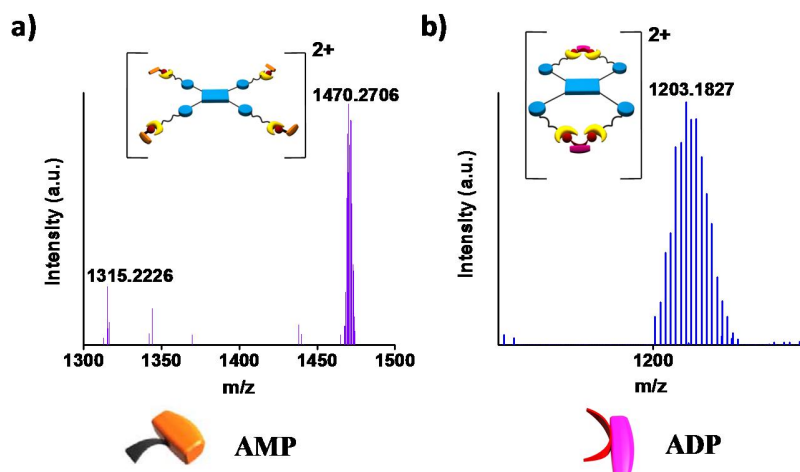 a)
2+
1470.2706
1315.2226
Intensity (a.u.)
1300 1350 1400 1450 1500
m/z
AMP
b)
2+
1203.1827
Intensity (a.u.)
1200
m/z
ADP